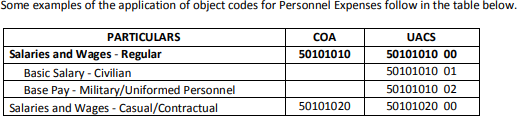 Some examples of the application of object codes for Personnel Expenses follow in the table below.
PARTICULARS COA UACS
Salaries and Wages - Regular 50101010 50101010 00
Basic Salary - Civilian 50101010 01
Base Pay - Military/Uniformed Personnel 50101010 02
Salaries and Wages - Casual/Contractual 50101020 50101020 00